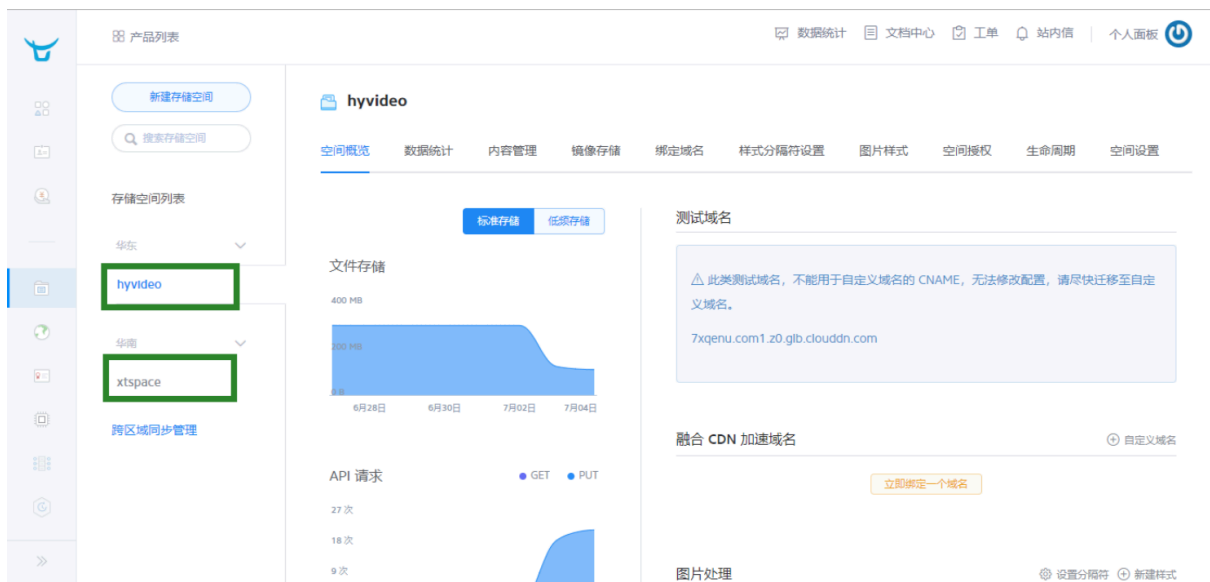 产品列表
数据统计
文档中心
工单
站内信
个人面板
新建存储空间
搜索存储空间
存储空间列表
华东
hyvideo
华南
xtspace
跨区域同步管理
hyvideo
空间概览
数据统计
内容管理
镜像存储
绑定域名
样式分隔符设置
图片样式
空间授权
生命周期
空间设置
标准存储
低频存储
文件存储
400 MB
200 MB
0 B
6月28日
6月30日
7月02日
7月04日
API 请求
GET
PUT
27 次
18 次
9 次
测试域名
此类测试域名，不能用于自定义域名的 CNAME，无法修改配置，请尽快迁移至自定
义域名。
7xqenu.com1.z0.glb.clouddn.com
融合 CDN 加速域名
自定义域名
立即绑定一个域名
图片处理
设置分隔符
新建样式